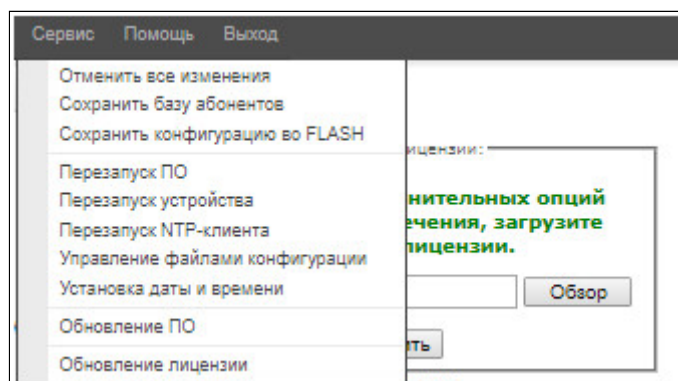 Сервис Помощь Выход
Отменить все изменения
Сохранить базу абонентов
Сохранить конфигурацию во FLASH
Перезапуск ПО
Перезапуск устройства
Перезапуск NTP-клиента
Управление файлами конфигурации
Установка даты и времени
Обновление ПО
Обновление лицензии
ицензии:
нительных опций
ечения, загрузите
лицензии.
Обзор
ить